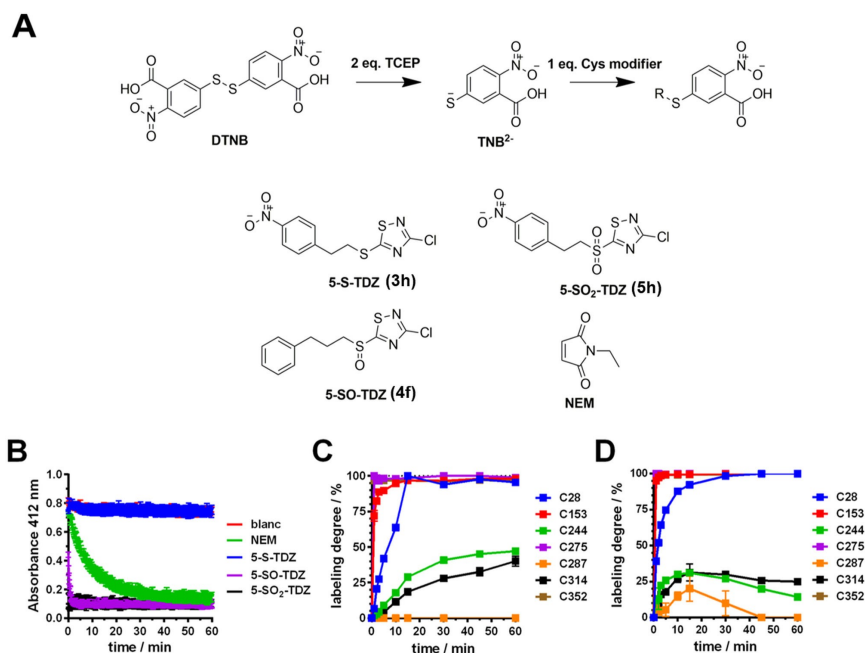 A
2 eq. TCEP
1 eq. Cys modifier
DTNB
TNB2-
5-S-TDZ (3h)
5-SO2-TDZ (5h)
5-SO-TDZ (4f)
NEM
B
Absorbance 412 nm
1.0
0.8
0.6
0.4
0.2
0.0
0 10 20 30 40 50 60
time / min
blanc
NEM
5-S-TDZ
5-SO-TDZ
5-SO2-TDZ
C
labeling degree / %
100
75
50
25
0
0 10 20 30 40 50 60
time / min
C28
C153
C244
C275
C287
C314
C352
D
labeling degree / %
100
75
50
25
0
0 10 20 30 40 50 60
time / min
C28
C153
C244
C275
C287
C314
C352